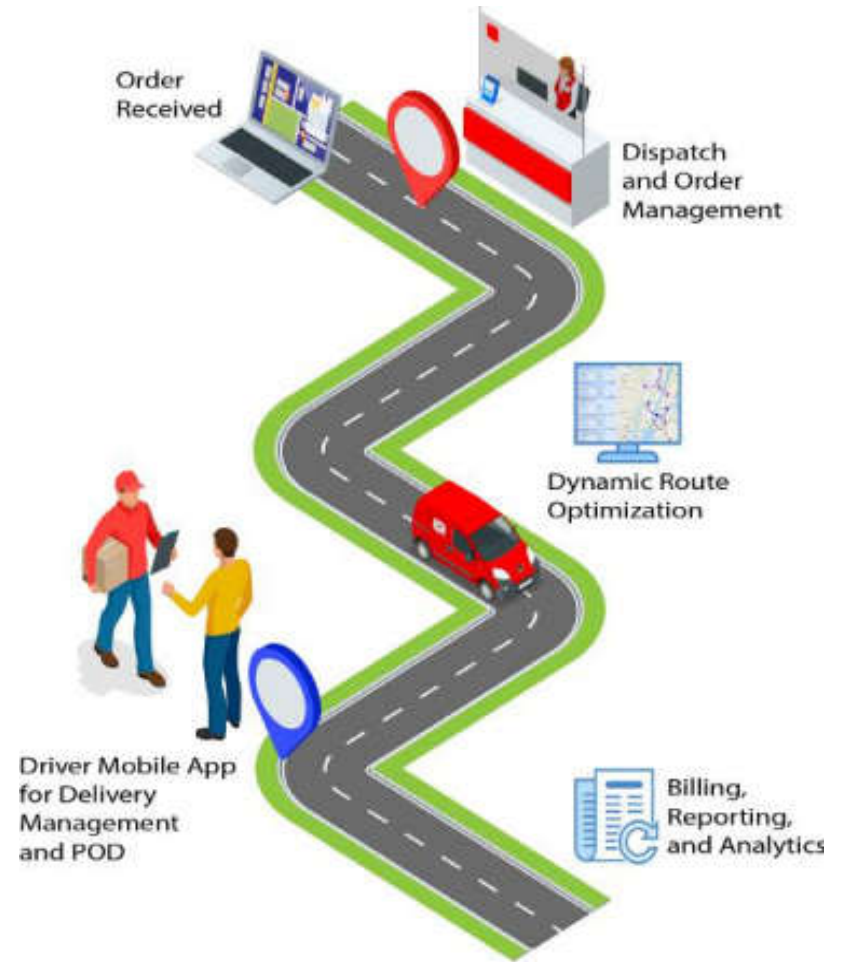 Order
Received
Dispatch
and Order
Management
Dynamic Route
Optimization
Driver Mobile App
for Delivery
Management
and POD
Billing,
Reporting,
and Analytics